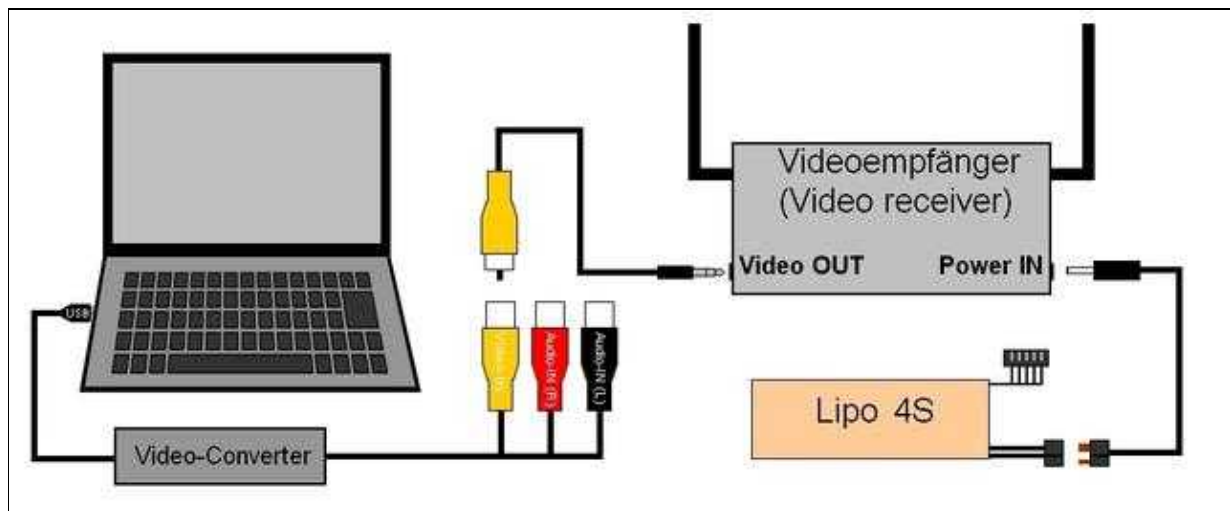 Videoempfänger
(Video receiver)
Video OUT
Power IN
USB
Video-IN
Audio-IN (R)
Audio-IN (L)
Lipo 4S
Video-Converter